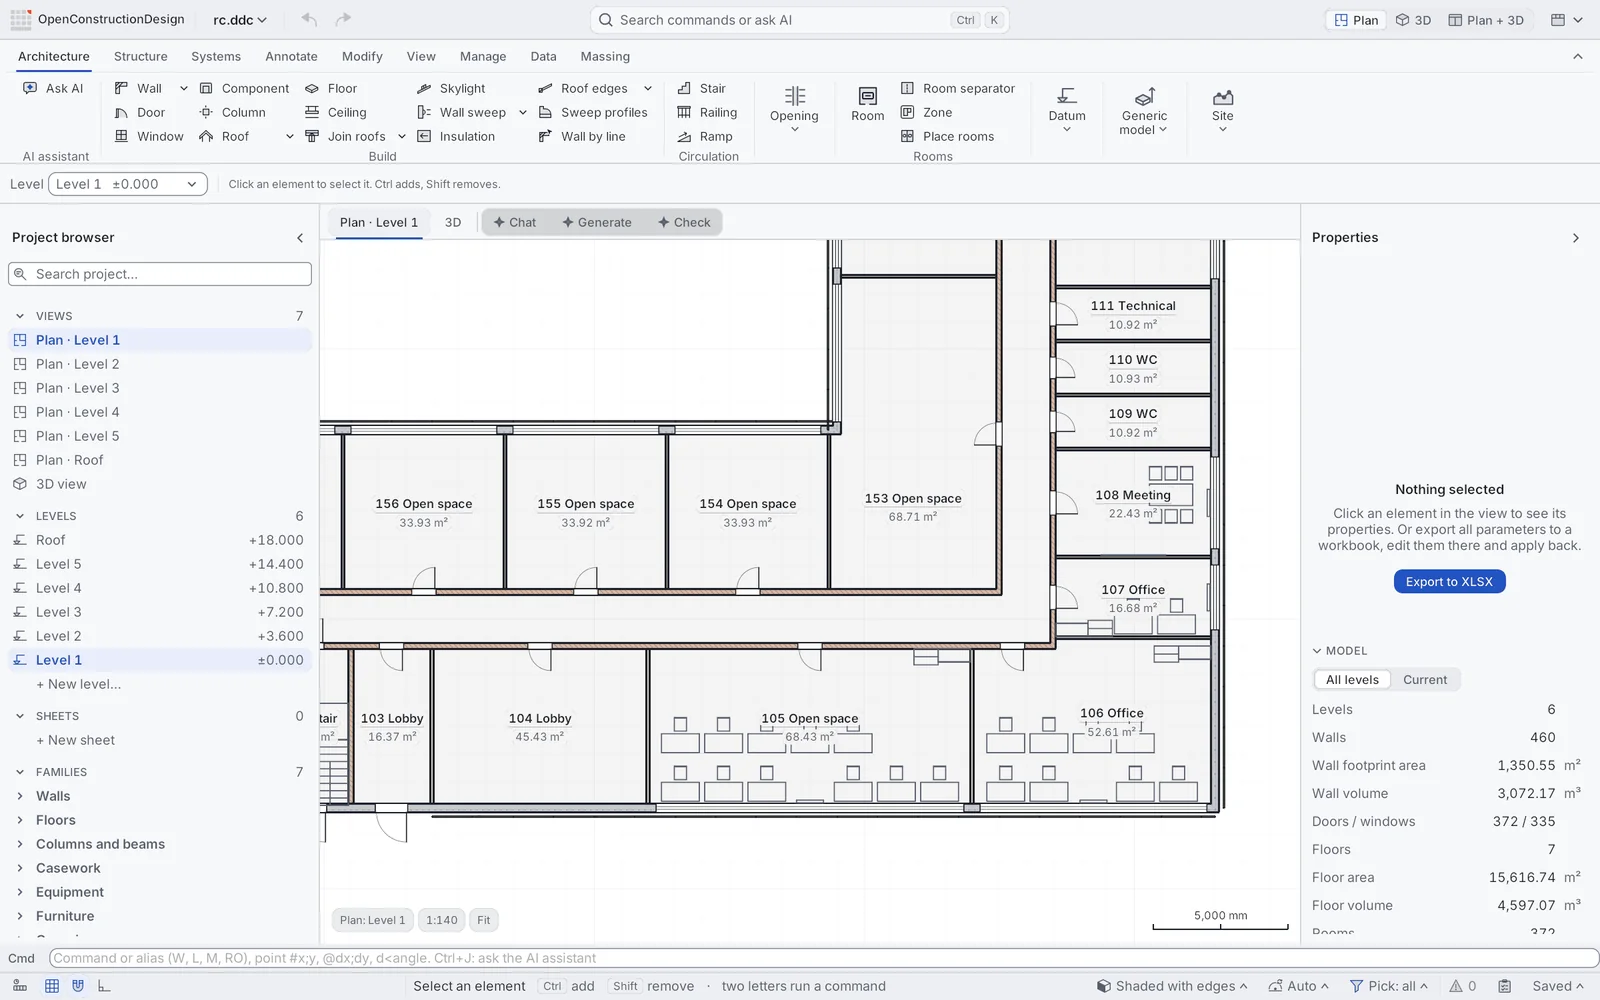 OpenConstructionDesign
rc.ddc
Search commands or ask AI
Ctrl K
Plan
3D
Plan + 3D
Architecture
Structure
Systems
Annotate
Modify
View
Manage
Data
Massing
Ask AI
AI assistant
Wall
Door
Window
Component
Column
Roof
Floor
Ceiling
Join roofs
Skylight
Wall sweep
Insulation
Roof edges
Sweep profiles
Wall by line
Build
Stair
Railing
Ramp
Circulation
Opening
Room
Room separator
Zone
Place rooms
Rooms
Datum
Generic
model
Site
Level
Level 1 ±0.000
Click an element to select it. Ctrl adds, Shift removes.
Project browser
Search project...
VIEWS 7
Plan · Level 1
Plan · Level 2
Plan · Level 3
Plan · Level 4
Plan · Level 5
Plan · Roof
3D view
LEVELS 6
Roof +18.000
Level 5 +14.400
Level 4 +10.800
Level 3 +7.200
Level 2 +3.600
Level 1 ±0.000
+ New level...
SHEETS 0
+ New sheet
FAMILIES 7
Walls
Floors
Columns and beams
Casework
Equipment
Furniture
Plan · Level 1
3D
Chat
Generate
Check
111 Technical
10.92 m²
110 WC
10.93 m²
109 WC
10.92 m²
108 Meeting
22.43 m²
107 Office
16.68 m²
156 Open space
33.93 m²
155 Open space
33.92 m²
154 Open space
33.93 m²
153 Open space
68.71 m²
tair
m²
103 Lobby
16.37 m²
104 Lobby
45.43 m²
105 Open space
68.43 m²
106 Office
52.61 m²
Plan: Level 1
1:140
Fit
5,000 mm
Properties
Nothing selected
Click an element in the view to see its
properties. Or export all parameters to a
workbook, edit them there and apply back.
Export to XLSX
MODEL
All levels
Current
Levels 6
Walls 460
Wall footprint area 1,350.55 m²
Wall volume 3,072.17 m³
Doors / windows 372 / 335
Floors 7
Floor area 15,616.74 m²
Floor volume 4,597.07 m³
Rooms 372
Cmd
Command or alias (W, L, M, RO), point #x;y, @dx;dy, d<angle. Ctrl+J: ask the AI assistant
Select an element Ctrl add Shift remove · two letters run a command
Shaded with edges
Auto
Pick: all
0
Saved